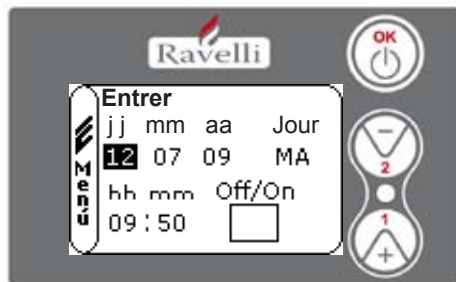 Ravelli
OK
Entrer
jj mm aa Jour
12 07 09 MA
hh mm Off/On
09:50
Menú
2
1